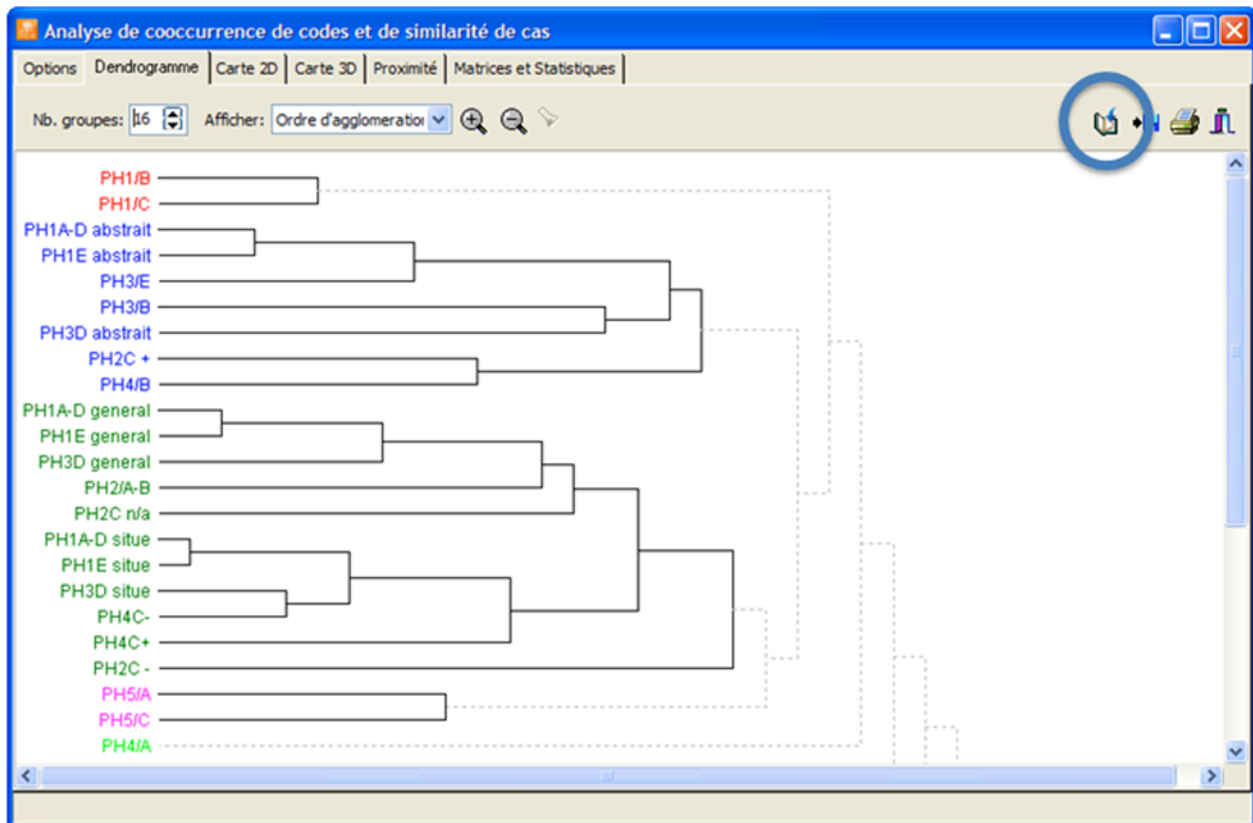 Analyse de cooccurrence de codes et de similarité de cas
Options Dendrogramme Carte 2D Carte 3D Proximité Matrices et Statistiques
Nb. groupes: 16 Afficher: Ordre d'agglomeration
PH1/B
PH1/C
PH1A-D abstrait
PH1E abstrait
PH3/E
PH3/B
PH3D abstrait
PH2C +
PH4/B
PH1A-D general
PH1E general
PH3D general
PH2/A-B
PH2C n/a
PH1A-D situe
PH1E situe
PH3D situe
PH4C-
PH4C+
PH2C -
PH5/A
PH5/C
PH4/A